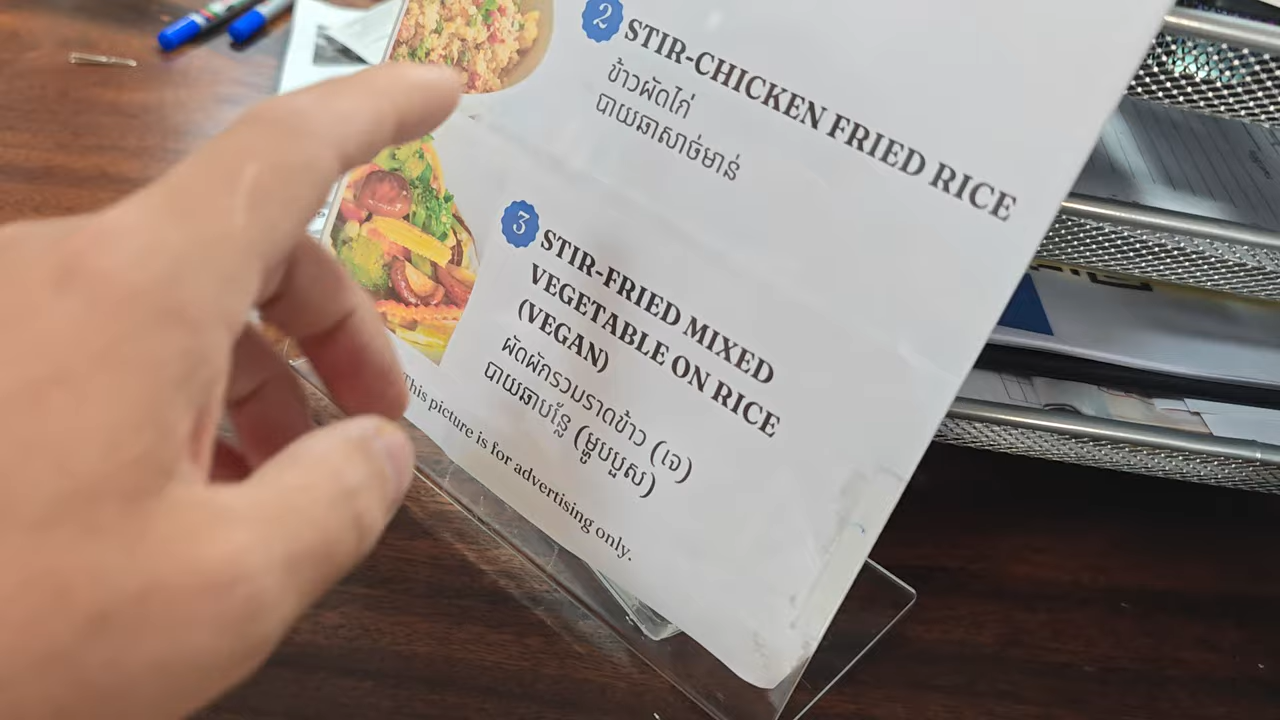 2 STIR-CHICKEN FRIED RICE
ข้าวผัดไก่
បាយឆាសាច់មាន់
3 STIR-FRIED MIXED
VEGETABLE ON RICE
(VEGAN)
ผัดผักรวมราดข้าว (เจ)
បាយឆាបន្លែ (ម្ហូបបួស)
This picture is for advertising only.